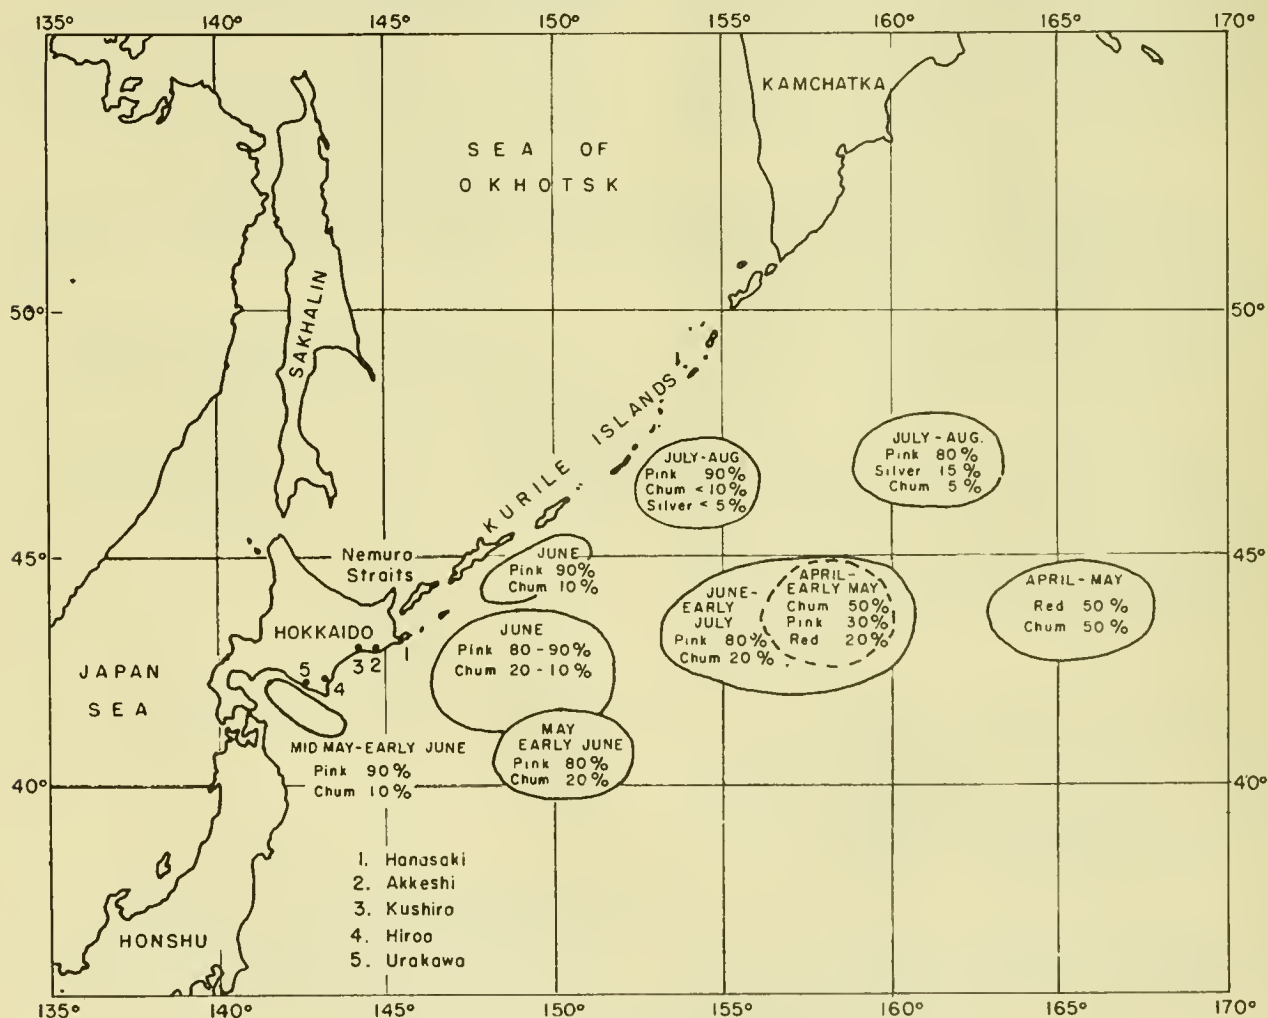 135° 140° 145° 150° 155° 160° 165° 170°
KAMCHATKA
SEA OF
OKHOTSK
SAKHALIN
50° 50°
KURILE ISLANDS
JULY-AUG
Pink 90%
Chum <10%
Silver <5%
JULY-AUG.
Pink 80%
Silver 15%
Chum 5%
45° 45°
Nemuro
Straits
JUNE
Pink 90%
Chum 10%
JUNE-
EARLY
JULY
Pink 80%
Chum 20%
APRIL-
EARLY MAY
Chum 50%
Pink 30%
Red 20%
APRIL-MAY
Red 50%
Chum 50%
HOKKAIDO
1
2
3
4
5
JUNE
Pink 80-90%
Chum 20-10%
JAPAN
SEA
MAY
EARLY JUNE
Pink 80%
Chum 20%
MID MAY-EARLY JUNE
Pink 90%
Chum 10%
40° 40°
1. Hanasaki
2. Akkeshi
3. Kushiro
4. Hiroo
5. Urakawa
HONSHU
135° 140° 145° 150° 155° 160° 165° 170°